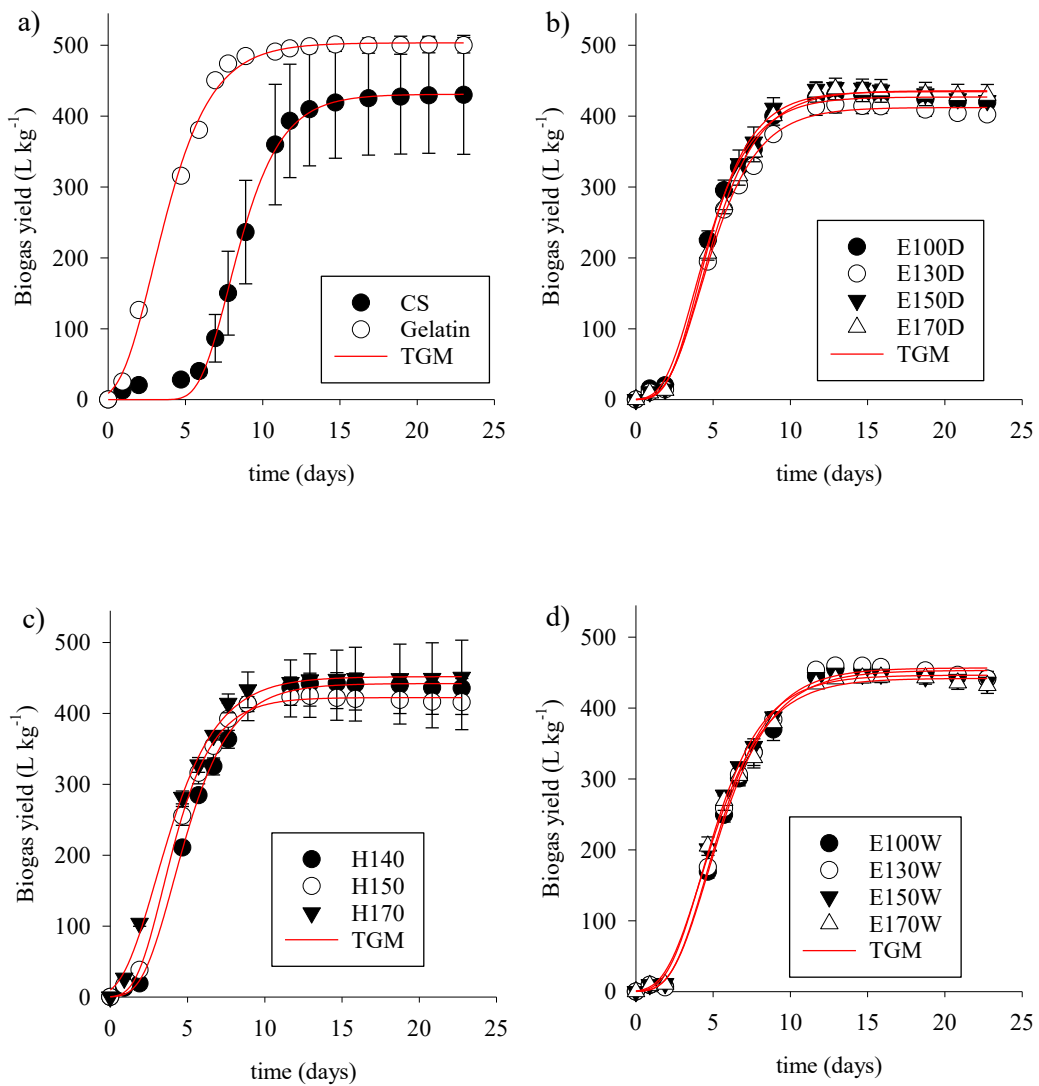 a)
Biogas yield (L kg⁻¹)
500
400
300
200
100
0
CS
Gelatin
TGM
0 5 10 15 20 25
time (days)
b)
Biogas yield (L kg⁻¹)
500
400
300
200
100
0
E100D
E130D
E150D
E170D
TGM
0 5 10 15 20 25
time (days)
c)
Biogas yield (L kg⁻¹)
500
400
300
200
100
0
H140
H150
H170
TGM
0 5 10 15 20 25
time (days)
d)
Biogas yield (L kg⁻¹)
500
400
300
200
100
0
E100W
E130W
E150W
E170W
TGM
0 5 10 15 20 25
time (days)